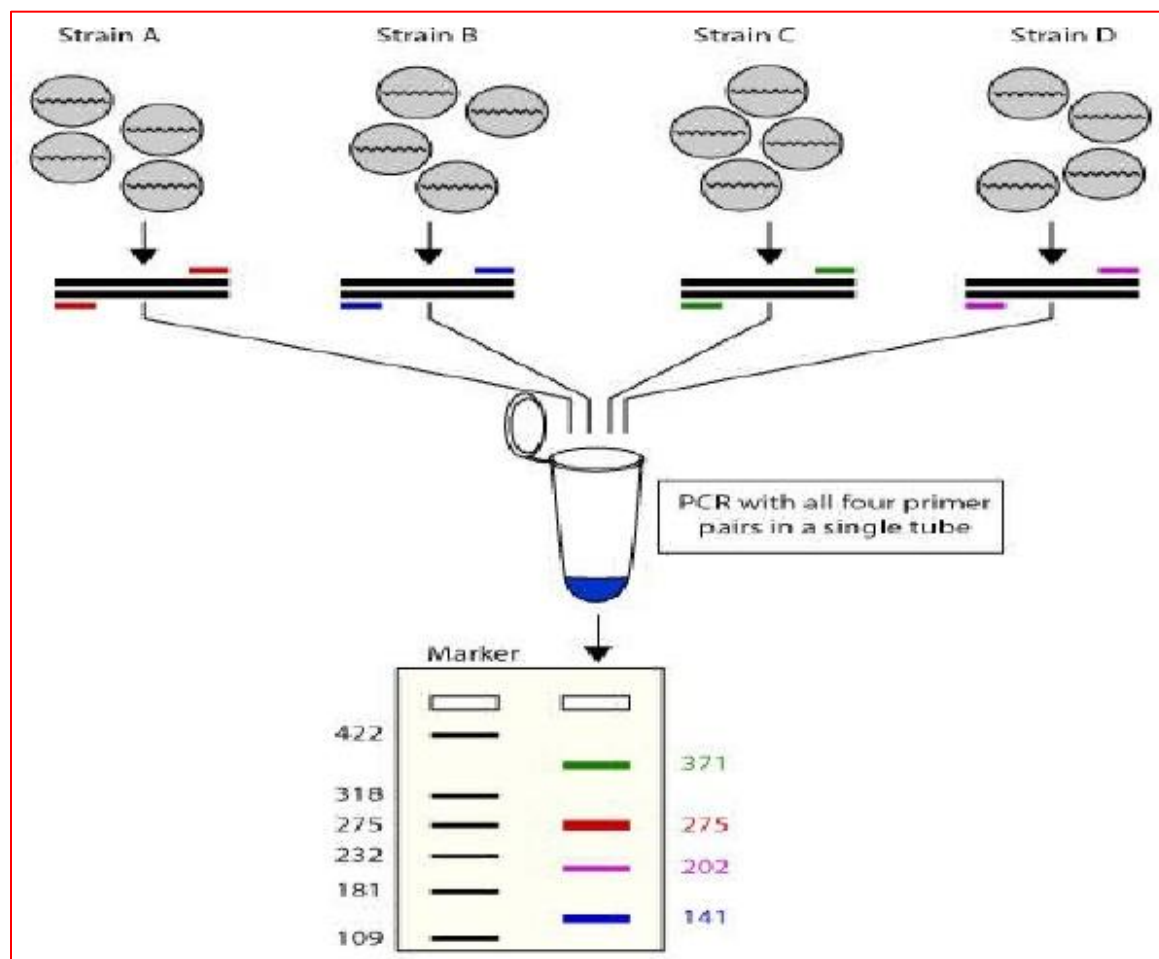 Strain A
Strain B
Strain C
Strain D
PCR with all four primer
pairs in a single tube
Marker
422
318
275
232
181
109
371
275
202
141